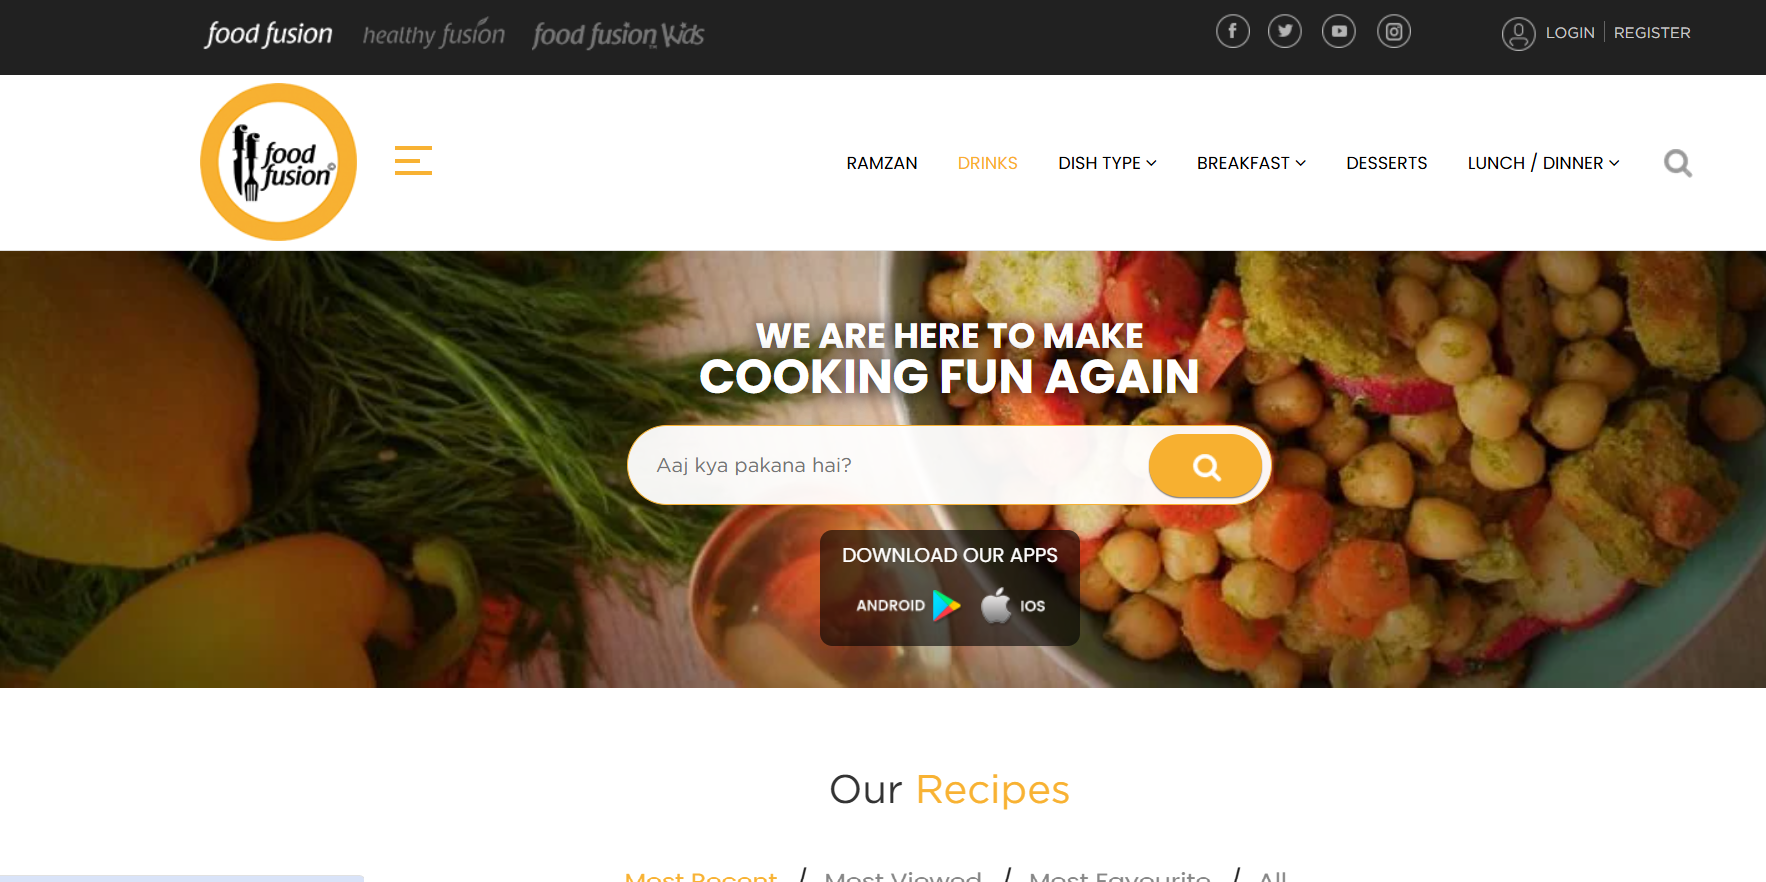 food fusion healthy fusion food fusion Kids LOGIN REGISTER
food fusion
RAMZAN DRINKS DISH TYPE BREAKFAST DESSERTS LUNCH / DINNER
WE ARE HERE TO MAKE
COOKING FUN AGAIN
Aaj kya pakana hai?
DOWNLOAD OUR APPS
ANDROID IOS
Our Recipes
Most Recent / Most Viewed / Most Favourite / All